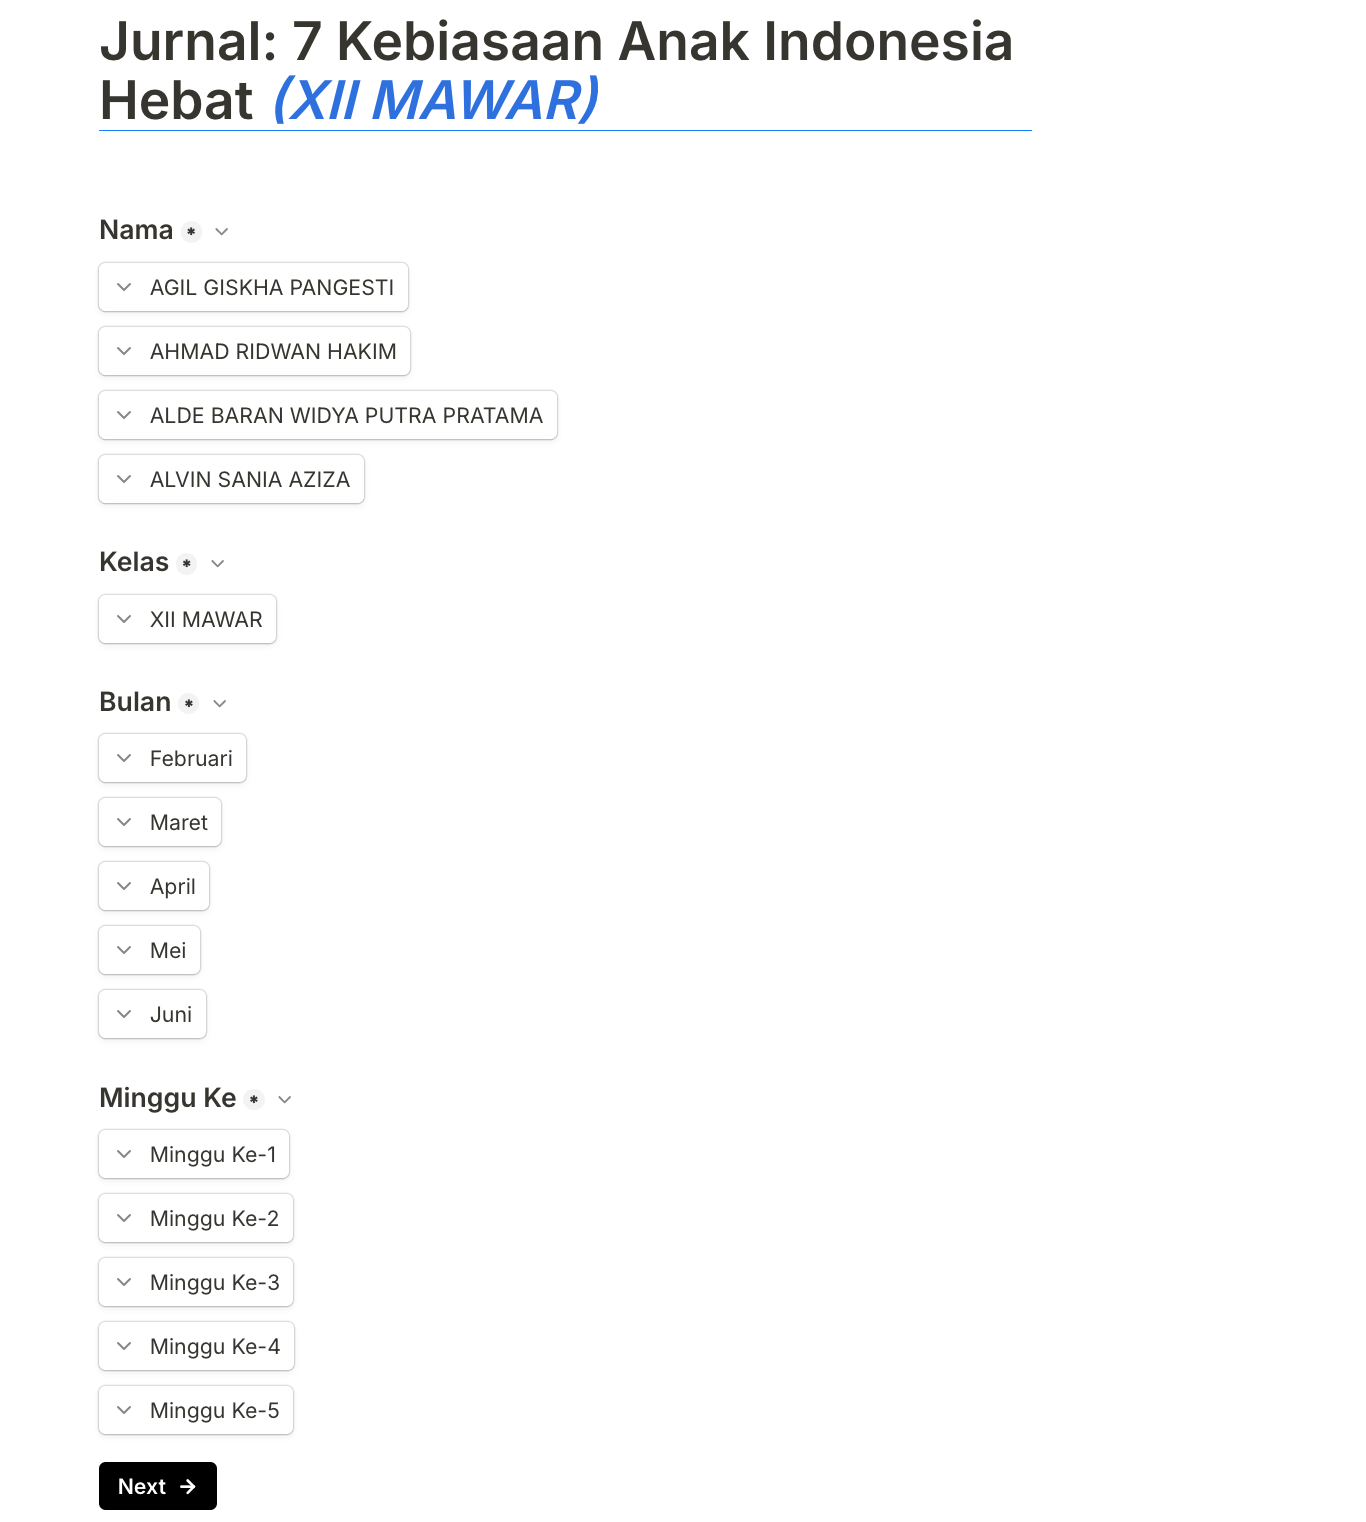 Jurnal: 7 Kebiasaan Anak Indonesia
Hebat (XII MAWAR)
Nama *
AGIL GISKHA PANGESTI
AHMAD RIDWAN HAKIM
ALDE BARAN WIDYA PUTRA PRATAMA
ALVIN SANIA AZIZA
Kelas *
XII MAWAR
Bulan *
Februari
Maret
April
Mei
Juni
Minggu Ke *
Minggu Ke-1
Minggu Ke-2
Minggu Ke-3
Minggu Ke-4
Minggu Ke-5
Next →